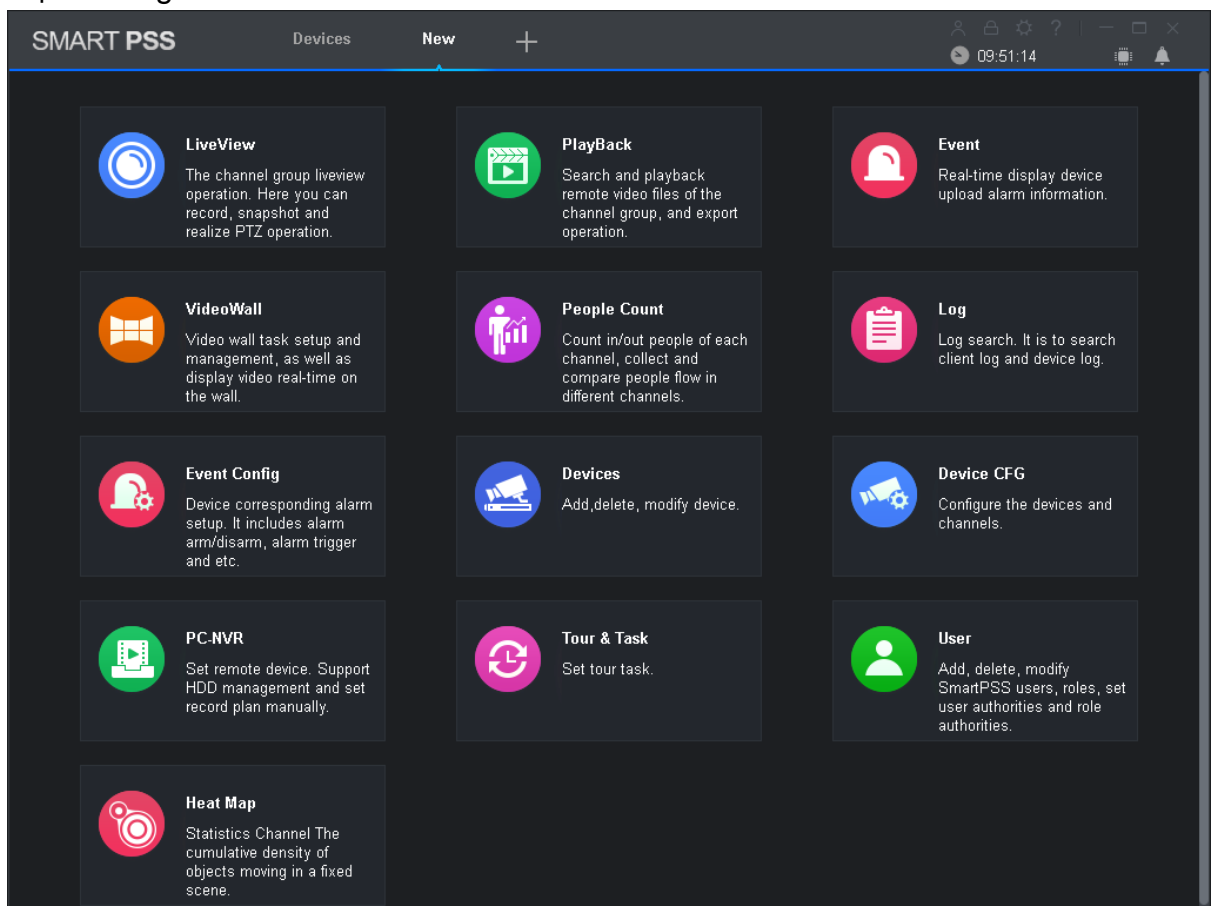 SMART PSS
Devices
New
?
09:51:14
LiveView
The channel group liveview
operation. Here you can
record, snapshot and
realize PTZ operation.
PlayBack
Search and playback
remote video files of the
channel group, and export
operation.
Event
Real-time display device
upload alarm information.
VideoWall
Video wall task setup and
management, as well as
display video real-time on
the wall.
People Count
Count in/out people of each
channel, collect and
compare people flow in
different channels.
Log
Log search. It is to search
client log and device log.
Event Config
Device corresponding alarm
setup. It includes alarm
arm/disarm, alarm trigger
and etc.
Devices
Add,delete, modify device.
Device CFG
Configure the devices and
channels.
PC-NVR
Set remote device. Support
HDD management and set
record plan manually.
Tour & Task
Set tour task.
User
Add, delete, modify
SmartPSS users, roles, set
user authorities and role
authorities.
Heat Map
Statistics Channel The
cumulative density of
objects moving in a fixed
scene.